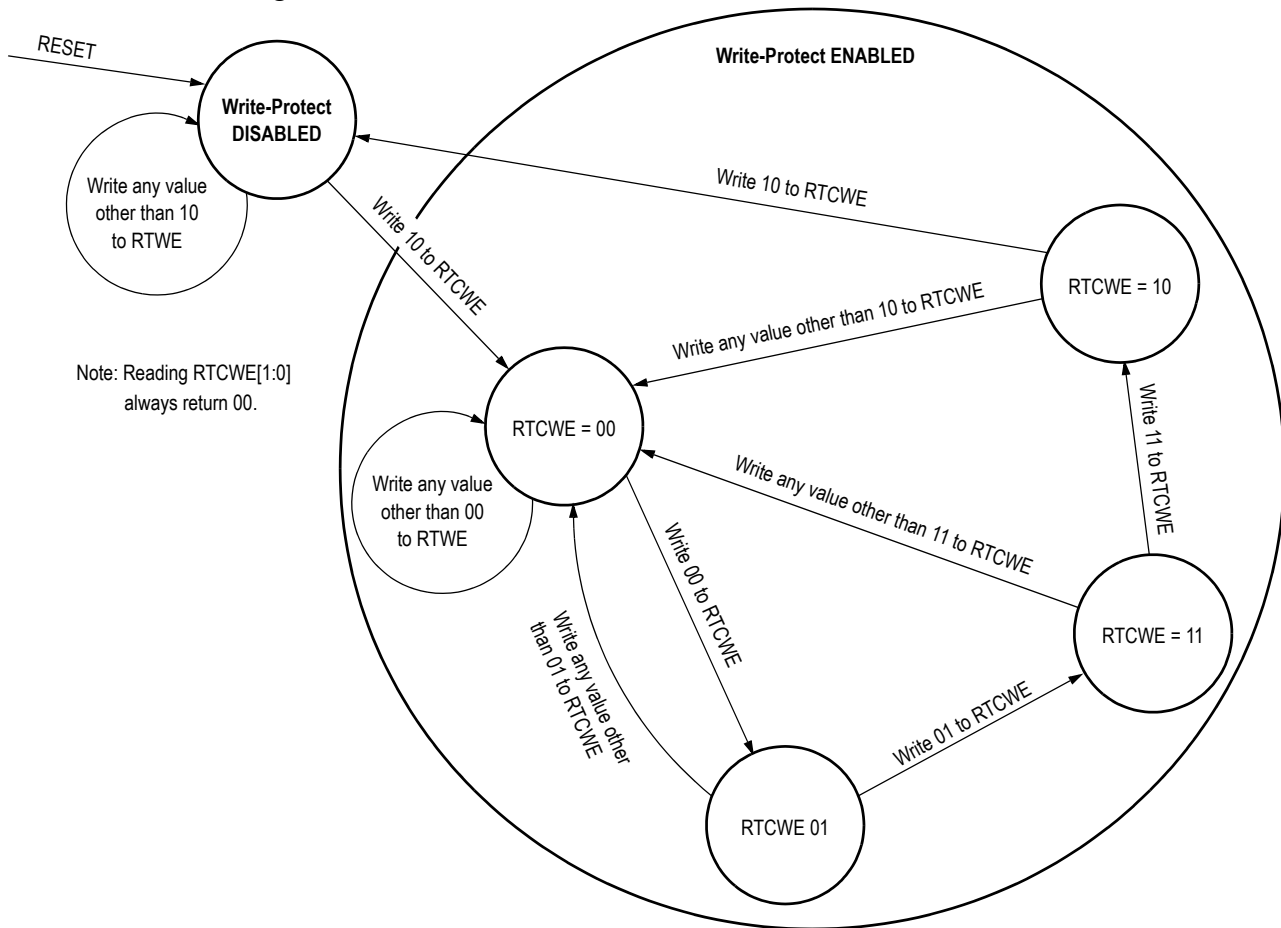 RESET
Write-Protect ENABLED
Write-Protect
DISABLED
Write any value
other than 10
to RTWE
Write 10 to RTCWE
Write 10 to RTCWE
RTCWE = 10
Write any value other than 10 to RTCWE
Note: Reading RTCWE[1:0]
always return 00.
RTCWE = 00
Write 11 to RTCWE
Write any value other than 11 to RTCWE
Write any value
other than 00
to RTWE
Write 00 to RTCWE
Write any value other
than 01 to RTCWE
RTCWE = 11
Write 01 to RTCWE
RTCWE 01